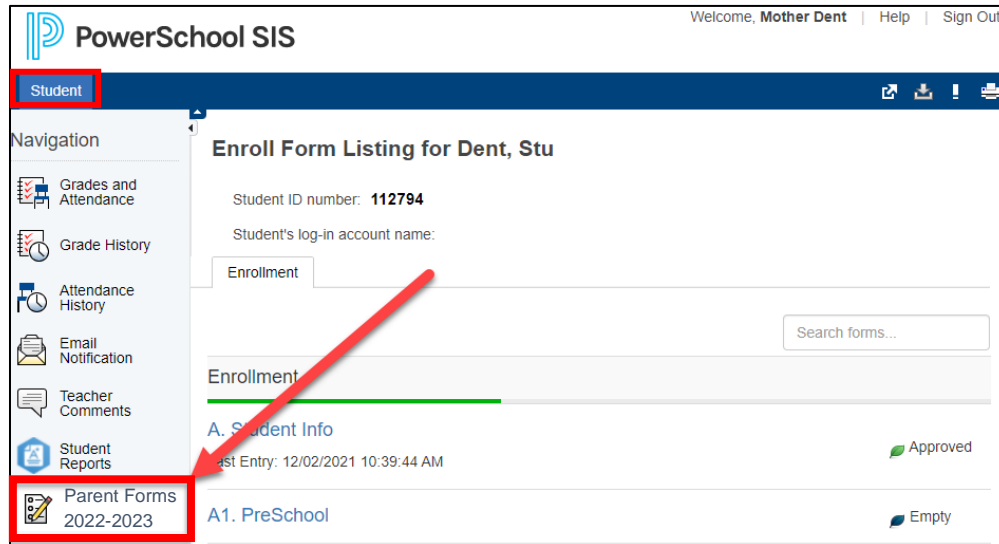 Welcome, Mother Dent | Help | Sign Out
PowerSchool SIS
Student
Navigation
Grades and
Attendance
Grade History
Attendance
History
Email
Notification
Teacher
Comments
Student
Reports
Parent Forms
2022-2023
Enroll Form Listing for Dent, Stu
Student ID number: 112794
Student's log-in account name:
Enrollment
Search forms...
Enrollment
A. Student Info
Last Entry: 12/02/2021 10:39:44 AM
Approved
A1. PreSchool
Empty